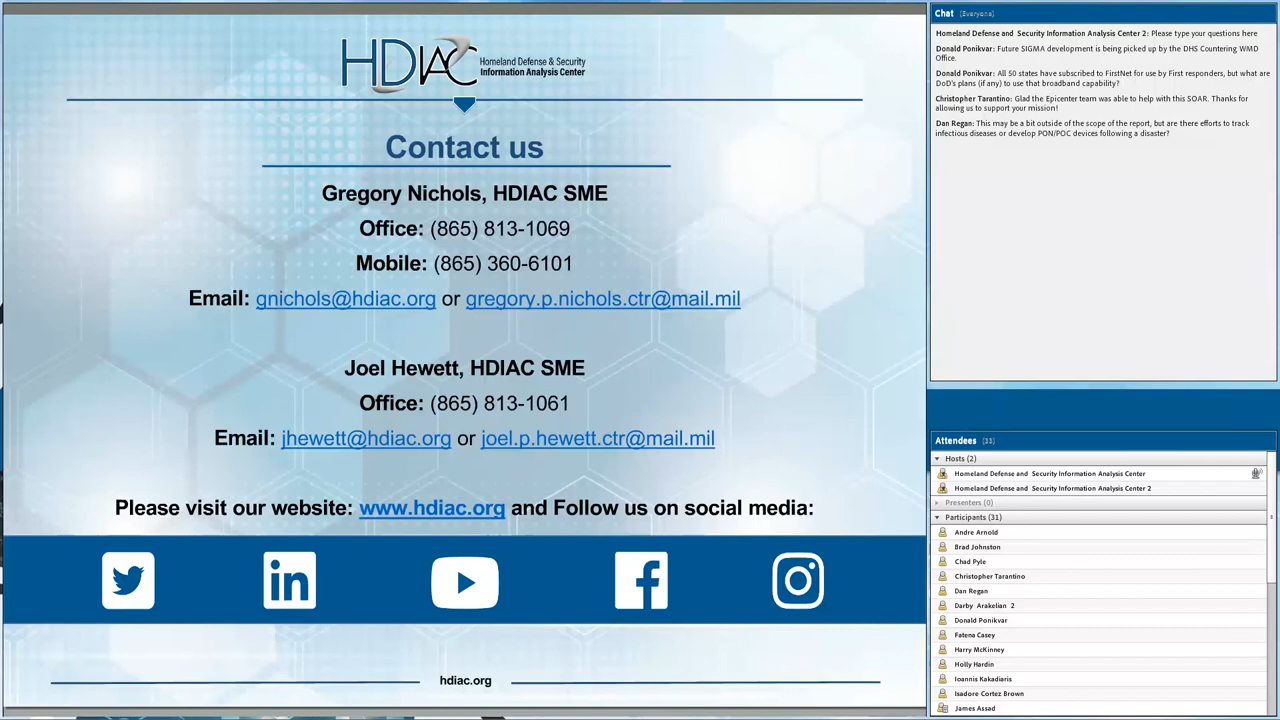 HDIAC
Homeland Defense & Security
Information Analysis Center
Contact us
Gregory Nichols, HDIAC SME
Office: (865) 813-1069
Mobile: (865) 360-6101
Email: gnichols@hdiac.org or gregory.p.nichols.ctr@mail.mil
Joel Hewett, HDIAC SME
Office: (865) 813-1061
Email: jhewett@hdiac.org or joel.p.hewett.ctr@mail.mil
Please visit our website: www.hdiac.org and Follow us on social media:
in
f
hdiac.org
Chat [Everyone]
Homeland Defense and Security Information Analysis Center 2: Please type your questions here
Donald Ponikvar: Future SIGMA development is being picked up by the DHS Countering WMD
Office.
Donald Ponikvar: All 50 states have subscribed to FirstNet for use by First responders, but what are
DoD's plans (if any) to use that broadband capability?
Christopher Tarantino: Glad the Epicenter team was able to help with this SOAR. Thanks for
allowing us to support your mission!
Dan Regan: This may be a bit outside of the scope of the report, but are there efforts to track
infectious diseases or develop PON/POC devices following a disaster?
Attendees (33)
Hosts (2)
Homeland Defense and Security Information Analysis Center
Homeland Defense and Security Information Analysis Center 2
Presenters (0)
Participants (31)
Andre Arnold
Brad Johnston
Chad Pyle
Christopher Tarantino
Dan Regan
Darby Arakelian 2
Donald Ponikvar
Fatena Casey
Harry McKinney
Holly Hardin
Ioannis Kakadiaris
Isadore Cortez Brown
James Assad